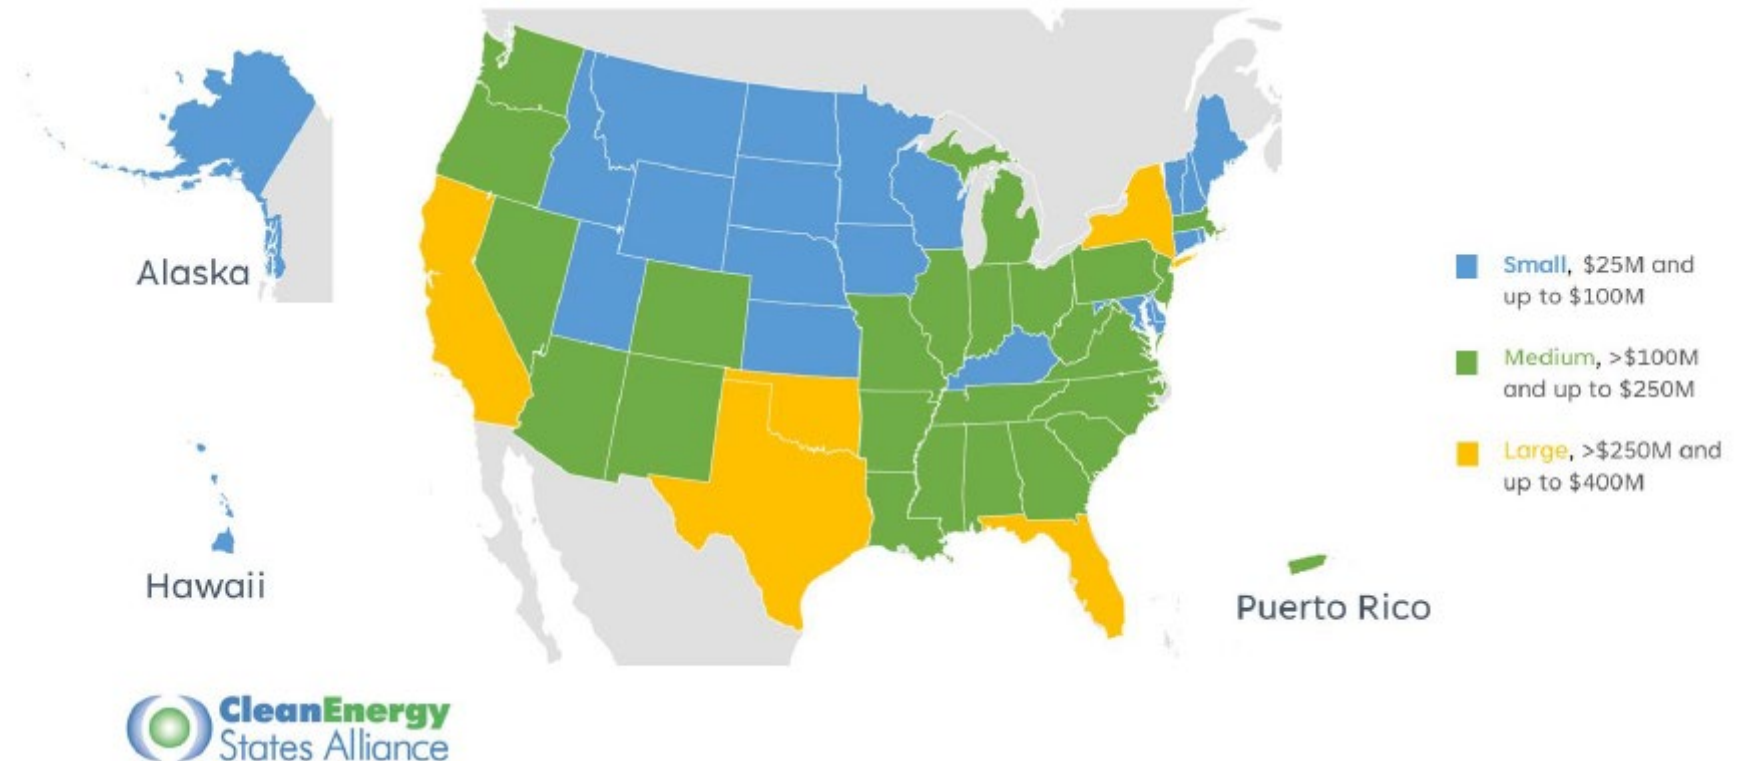 Alaska
Hawaii
Small, $25M and
up to $100M
Medium, >$100M
and up to $250M
Large, >$250M and
up to $400M
Puerto Rico
CleanEnergy
States Alliance